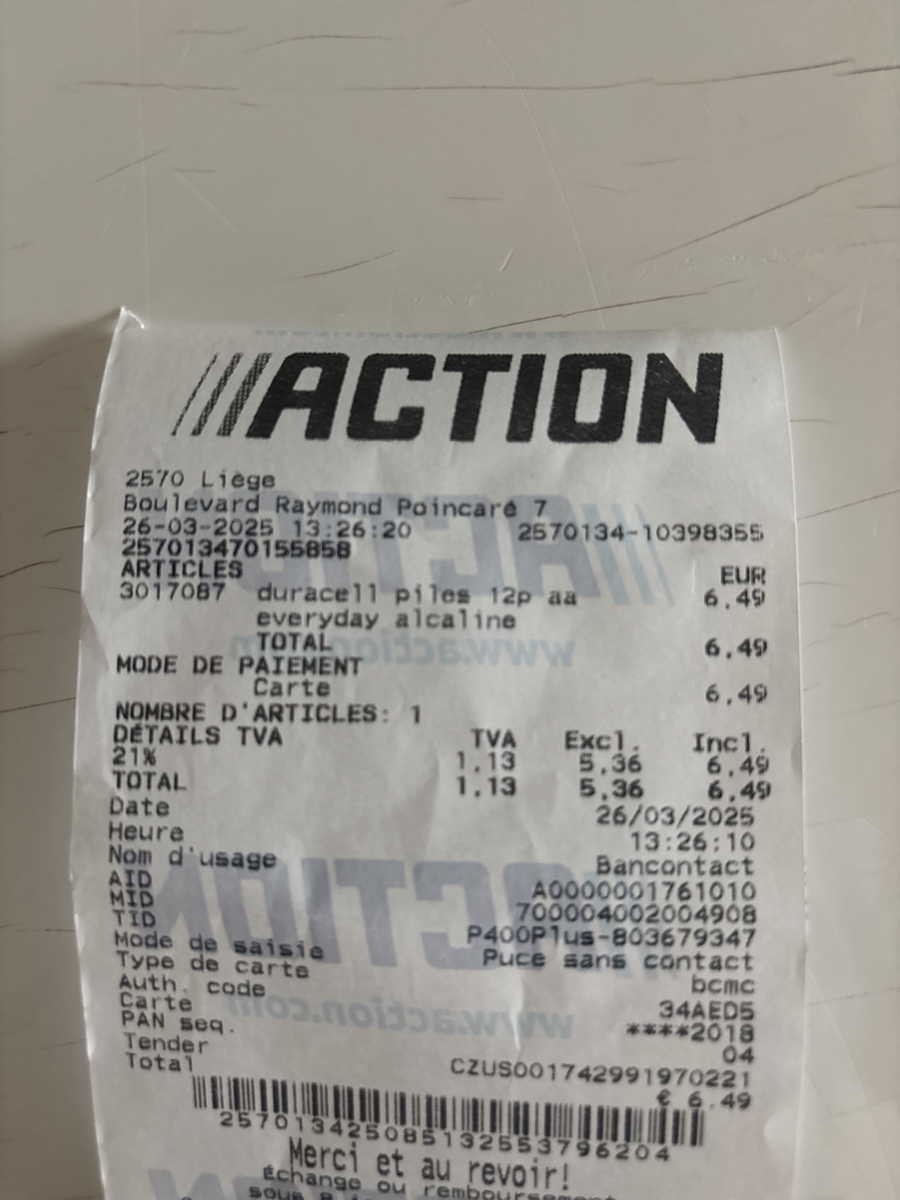 ACTION
2570 Liège
Boulevard Raymond Poincaré 7
26-03-2025 13:26:20 2570134-10398355
257013470155858
ARTICLES EUR
3017087 duracell piles 12p aa 6,49
everyday alcaline
TOTAL 6,49
MODE DE PAIEMENT
Carte 6,49
NOMBRE D'ARTICLES: 1
DÉTAILS TVA TVA Excl. Incl.
21% 1,13 5,36 6,49
TOTAL 1,13 5,36 6,49
Date 26/03/2025
Heure 13:26:10
Nom d'usage Bancontact
AID A0000001761010
MID 700004002004908
TID P400Plus-803679347
Mode de saisie Puce sans contact
Type de carte bcmc
Auth. code 34AED5
Carte ****2018
PAN seq. 04
Tender CZUS001742991970221
Total € 6.49
2570134250851325537 96204
Merci et au revoir!
Échange ou remboursement